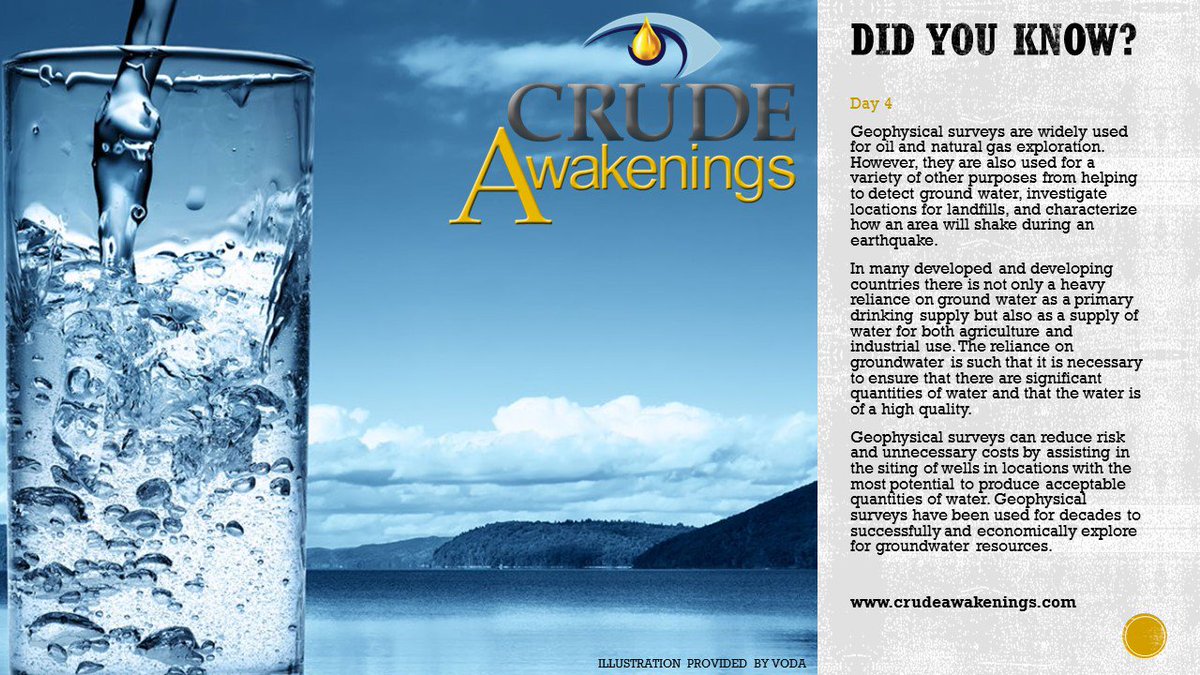 CRUDE
Awakenings
ILLUSTRATION PROVIDED BY VODA
DID YOU KNOW?
Day 4
Geophysical surveys are widely used
for oil and natural gas exploration.
However, they are also used for a
variety of other purposes from helping
to detect ground water, investigate
locations for landfills, and characterize
how an area will shake during an
earthquake.
In many developed and developing
countries there is not only a heavy
reliance on ground water as a primary
drinking supply but also as a supply of
water for both agriculture and
industrial use. The reliance on
groundwater is such that it is necessary
to ensure that there are significant
quantities of water and that the water is
of a high quality.
Geophysical surveys can reduce risk
and unnecessary costs by assisting in
the siting of wells in locations with the
most potential to produce acceptable
quantities of water. Geophysical
surveys have been used for decades to
successfully and economically explore
for groundwater resources.
www.crudeawakenings.com